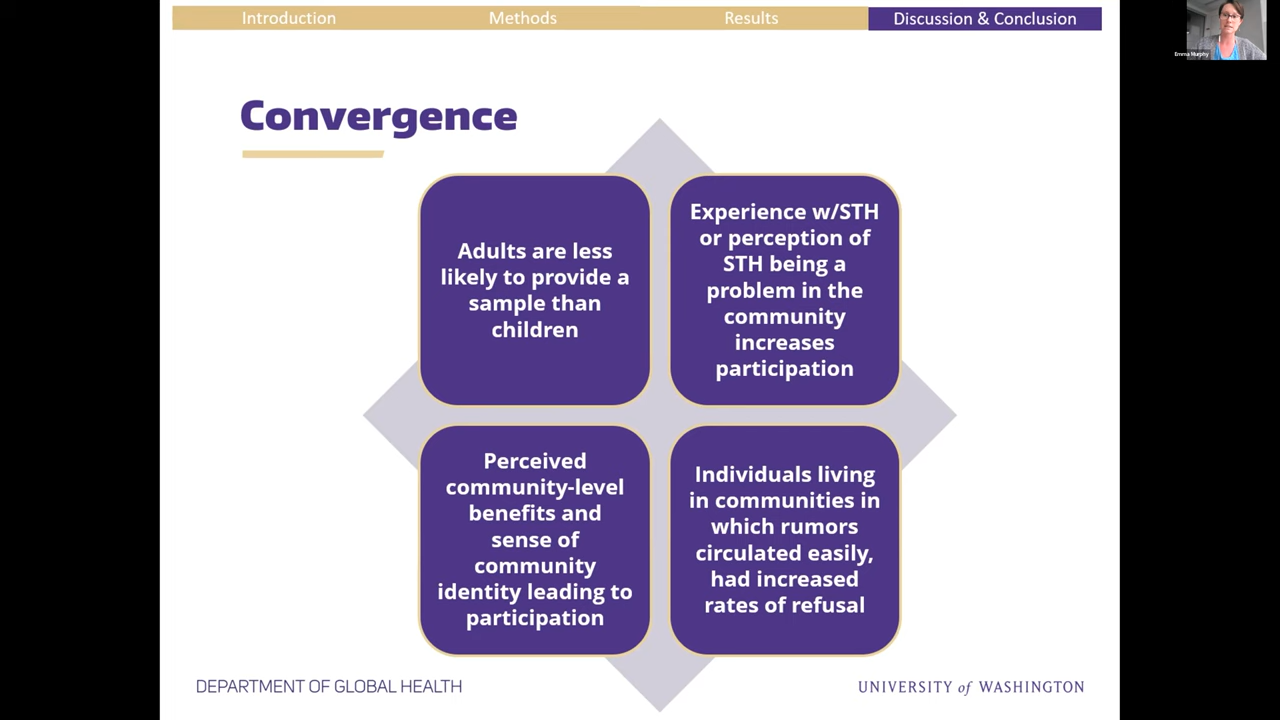 Introduction
Methods
Results
Discussion & Conclusion
Emma Murphy
Convergence
Adults are less
likely to provide a
sample than
children
Experience w/STH
or perception of
STH being a
problem in the
community
increases
participation
Perceived
community-level
benefits and
sense of
community
identity leading to
participation
Individuals living
in communities in
which rumors
circulated easily,
had increased
rates of refusal
DEPARTMENT OF GLOBAL HEALTH
UNIVERSITY of WASHINGTON